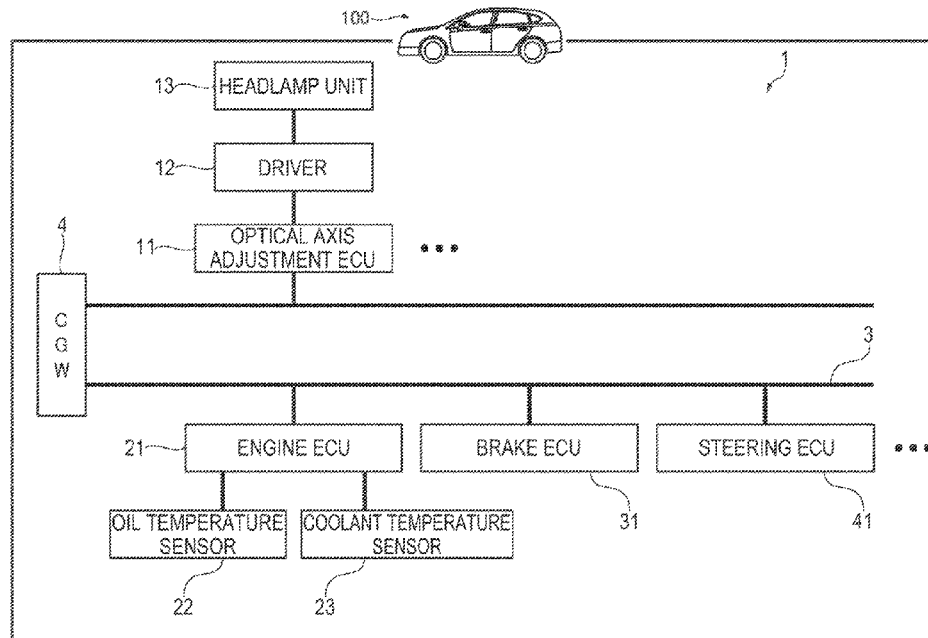 100
1
13
HEADLAMP UNIT
12
DRIVER
4
11
OPTICAL AXIS
ADJUSTMENT ECU
•••
C
G
W
3
21
ENGINE ECU
BRAKE ECU
STEERING ECU
•••
31
41
OIL TEMPERATURE
SENSOR
COOLANT TEMPERATURE
SENSOR
22
23